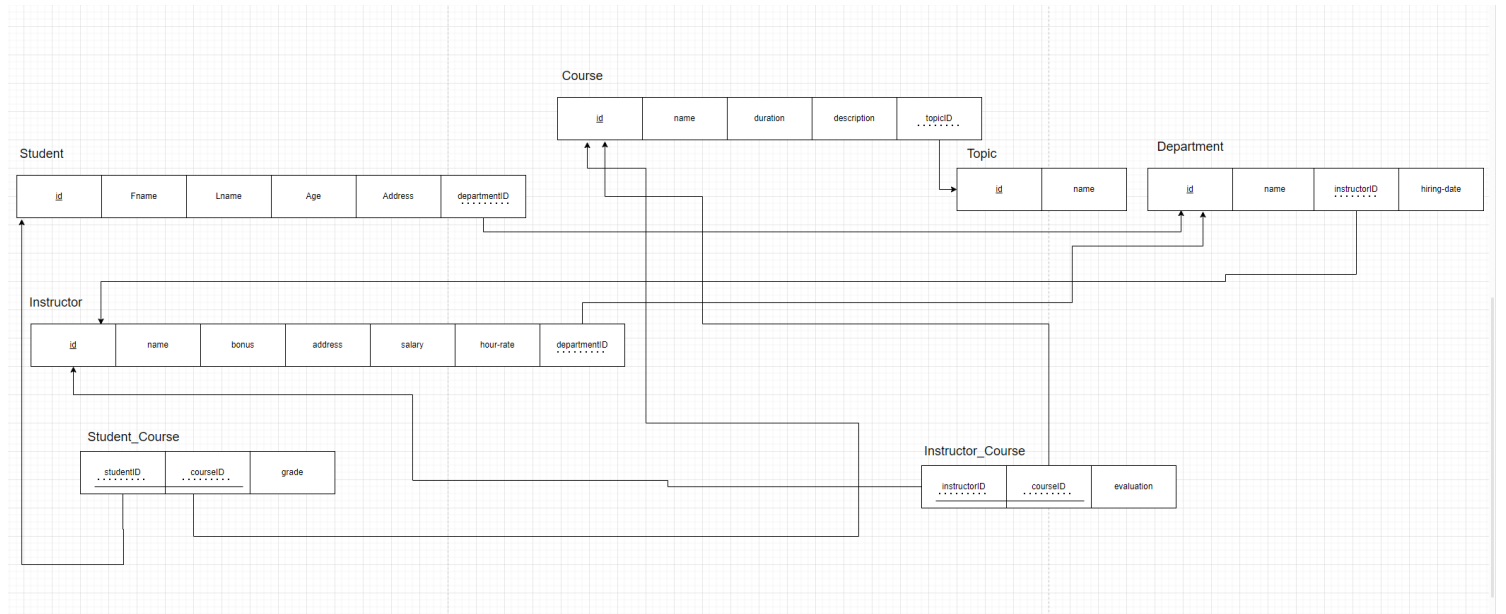 Course
id name duration description topicID
Student
id Fname Lname Age Address departmentID
Topic
id name
Department
id name instructorID hiring-date
Instructor
id name bonus address salary hour-rate departmentID
Student_Course
studentID courseID grade
Instructor_Course
instructorID courseID evaluation